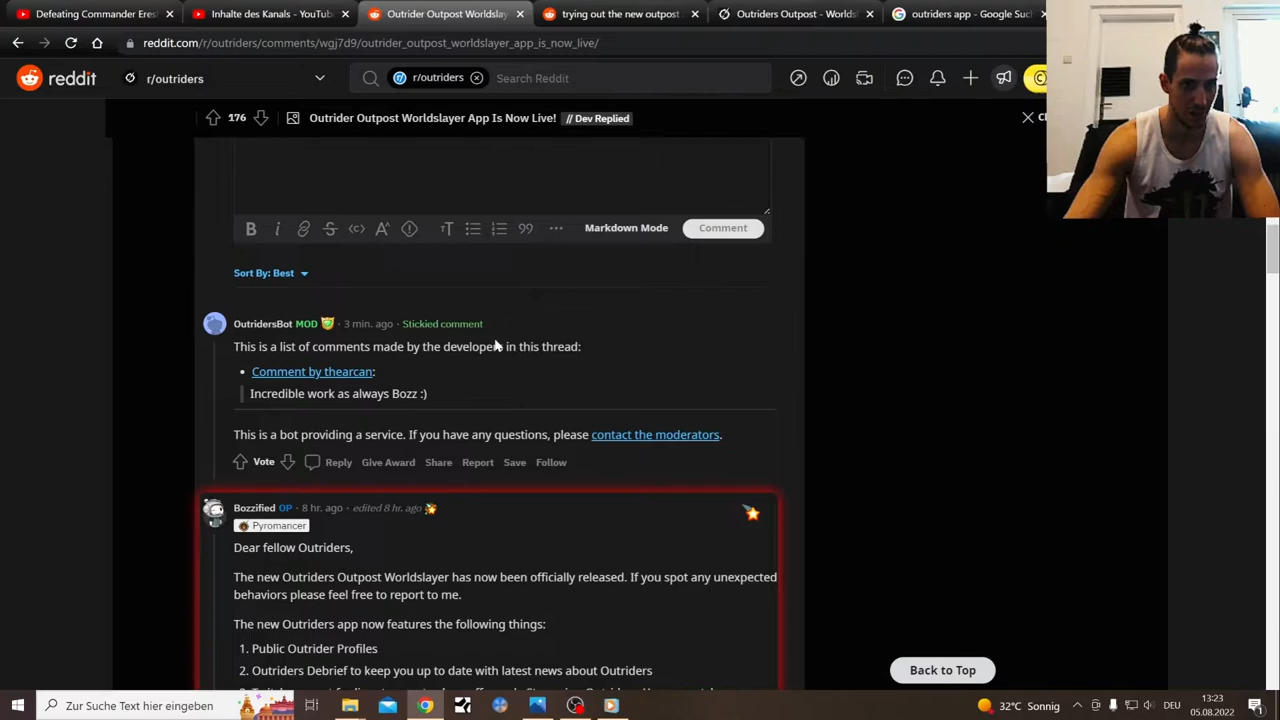 Defeating Commander Eresh
Inhalte des Kanals - YouTube
Outrider Outpost Worldslay
out the new outpost
Outriders Outpost - Worlds
outriders app - Google Such
reddit.com/r/outriders/comments/wgj7d9/outrider_outpost_worldslayer_app_is_now_live/
reddit
r/outriders
r/outriders
Search Reddit
176
Outrider Outpost Worldslayer App is Now Live!
// Dev Replied
B i 99 ... Markdown Mode Comment
Sort By: Best
OutridersBot MOD · 3 min. ago · Stickied comment
This is a list of comments made by the developers in this thread:
• Comment by thearcan:
Incredible work as always Bozz :)
This is a bot providing a service. If you have any questions, please contact the moderators.
Vote Reply Give Award Share Report Save Follow
Bozzified OP · 8 hr. ago · edited 8 hr. ago
Pyromancer
Dear fellow Outriders,
The new Outriders Outpost Worldslayer has now been officially released. If you spot any unexpected
behaviors please feel free to report to me.
The new Outriders app now features the following things:
1. Public Outrider Profiles
2. Outriders Debrief to keep you up to date with latest news about Outriders
Back to Top
Zur Suche Text hier eingeben
32°C Sonnig
13:23
05.08.2022